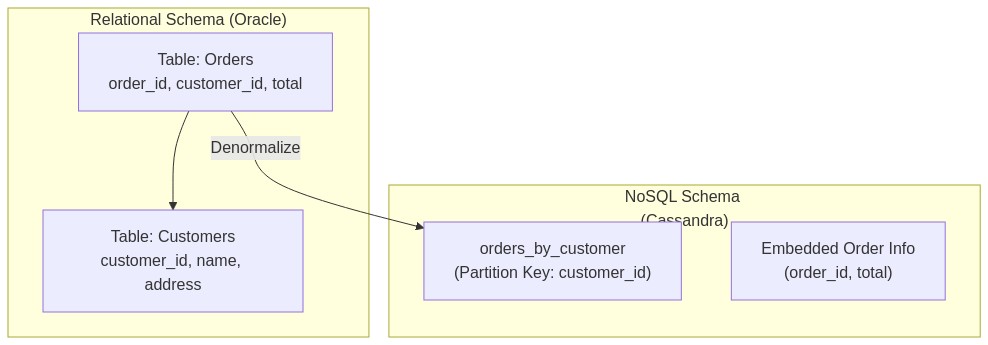 Relational Schema (Oracle)
Table: Orders
order_id, customer_id, total
Denormalize
Table: Customers
customer_id, name,
address
NoSQL Schema
(Cassandra)
orders_by_customer
(Partition Key: customer_id)
Embedded Order Info
(order_id, total)